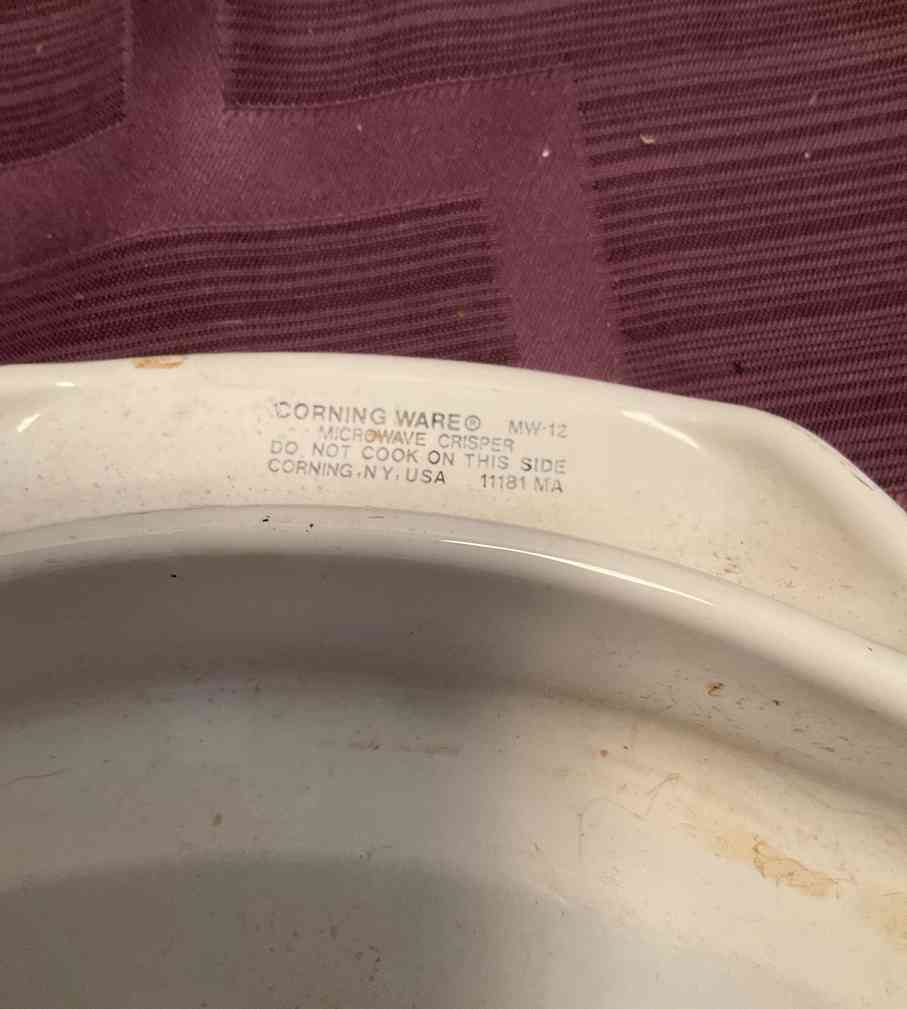 CORNING WARE® MW-12
MICROWAVE CRISPER
DO NOT COOK ON THIS SIDE
CORNING, NY, USA 11181 MA